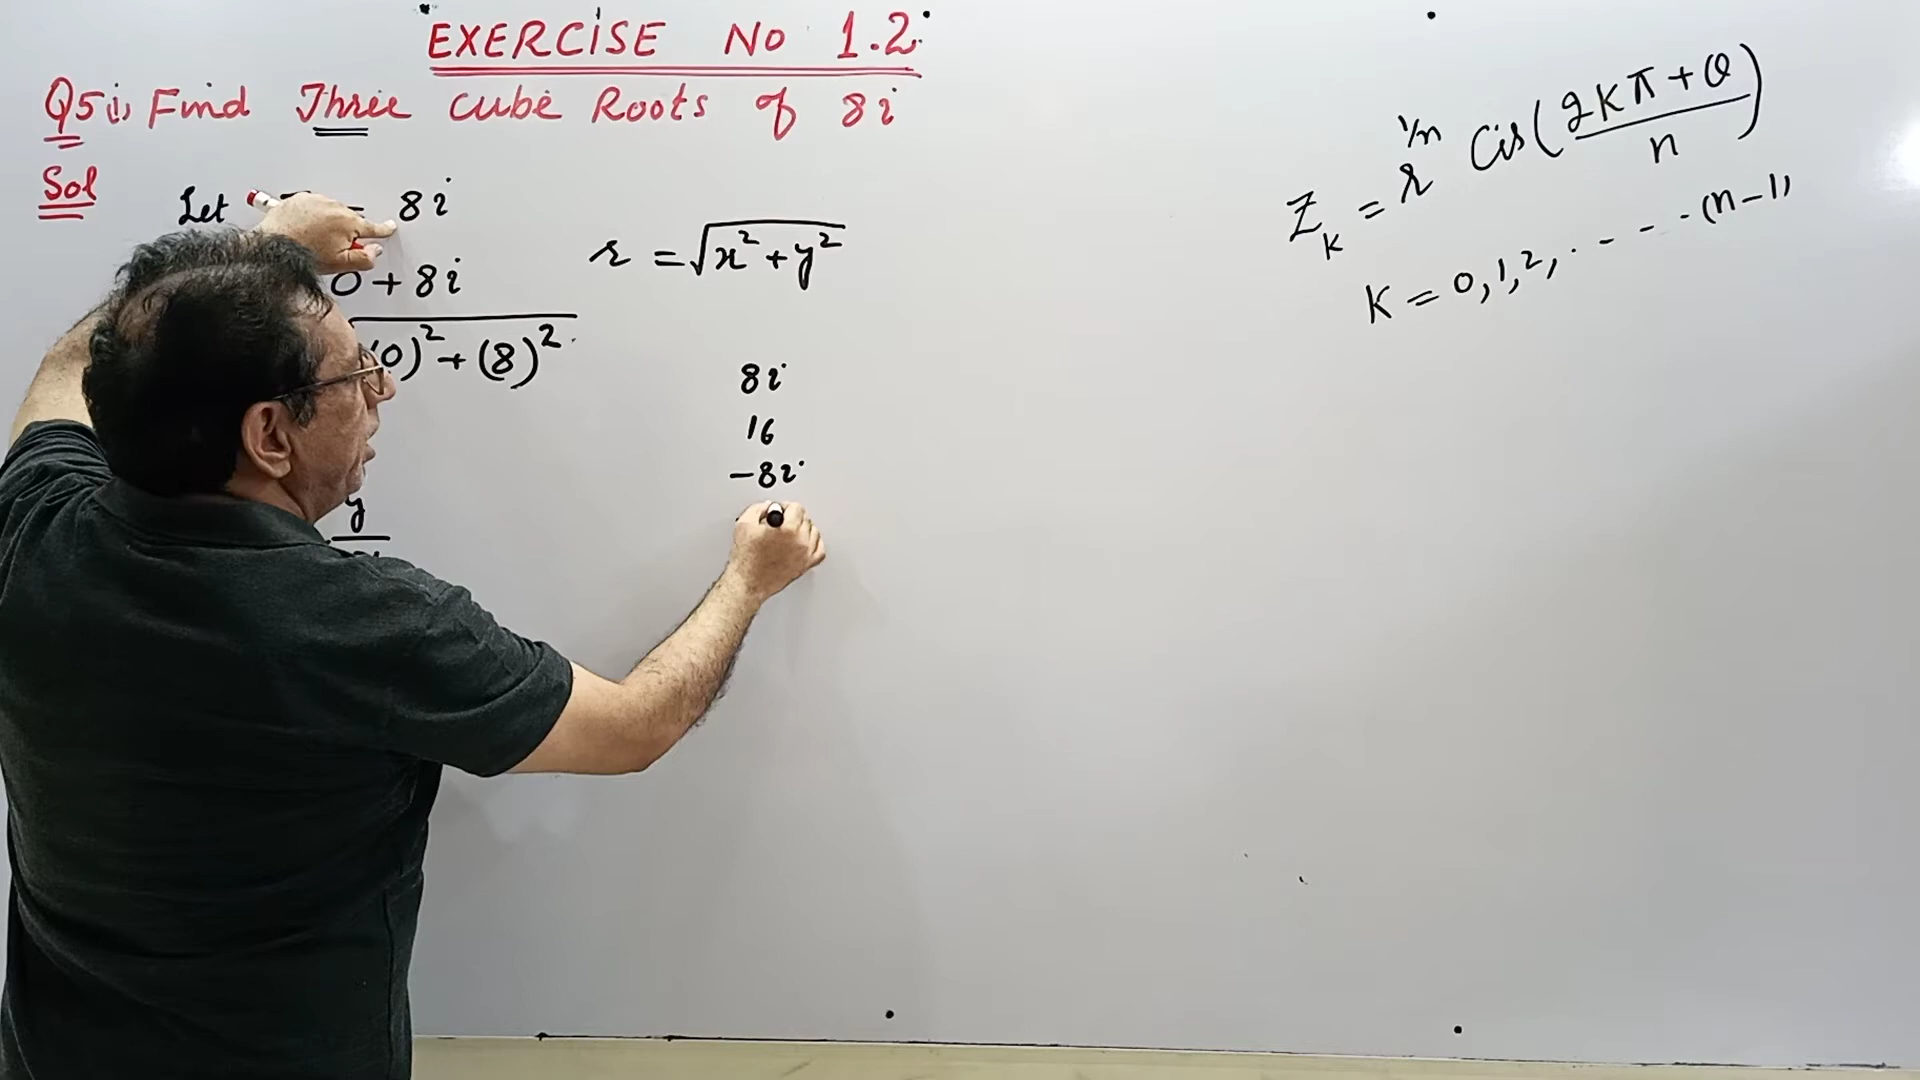 EXERCISE No 1.2
Q5i, Find Three Cube Roots of 8i
Sol
Let = 8i
0 + 8i
(0)² + (8)²
y
r = √x² + y²
8i
16
-8i
Z_k = r^1/n Cis(2kπ + θ / n)
K = 0, 1, 2, . - - - - (n-1)